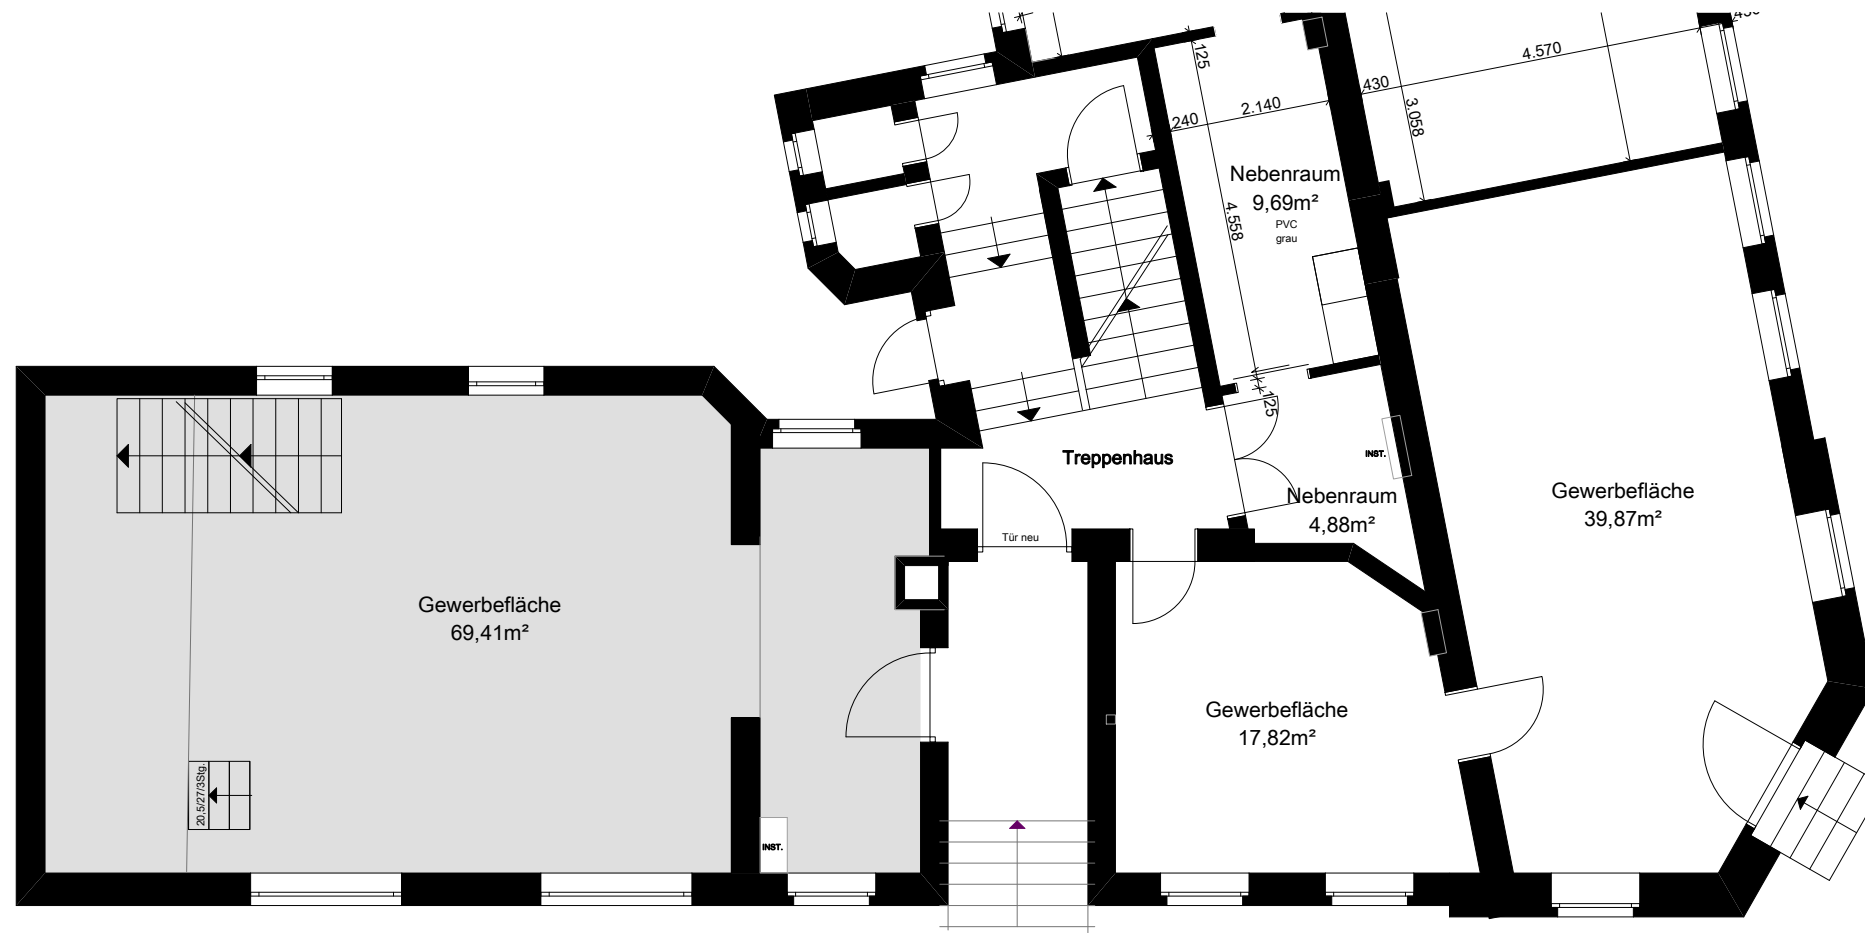 4.570
430
3.058
125
240
2.140
Nebenraum
9,69m²
PVC
grau
4.558
125
Treppenhaus
INST.
Nebenraum
4,88m²
Gewerbefläche
39,87m²
Tür neu
Gewerbefläche
69,41m²
Gewerbefläche
17,82m²
20,5/27/3Stg.
INST.